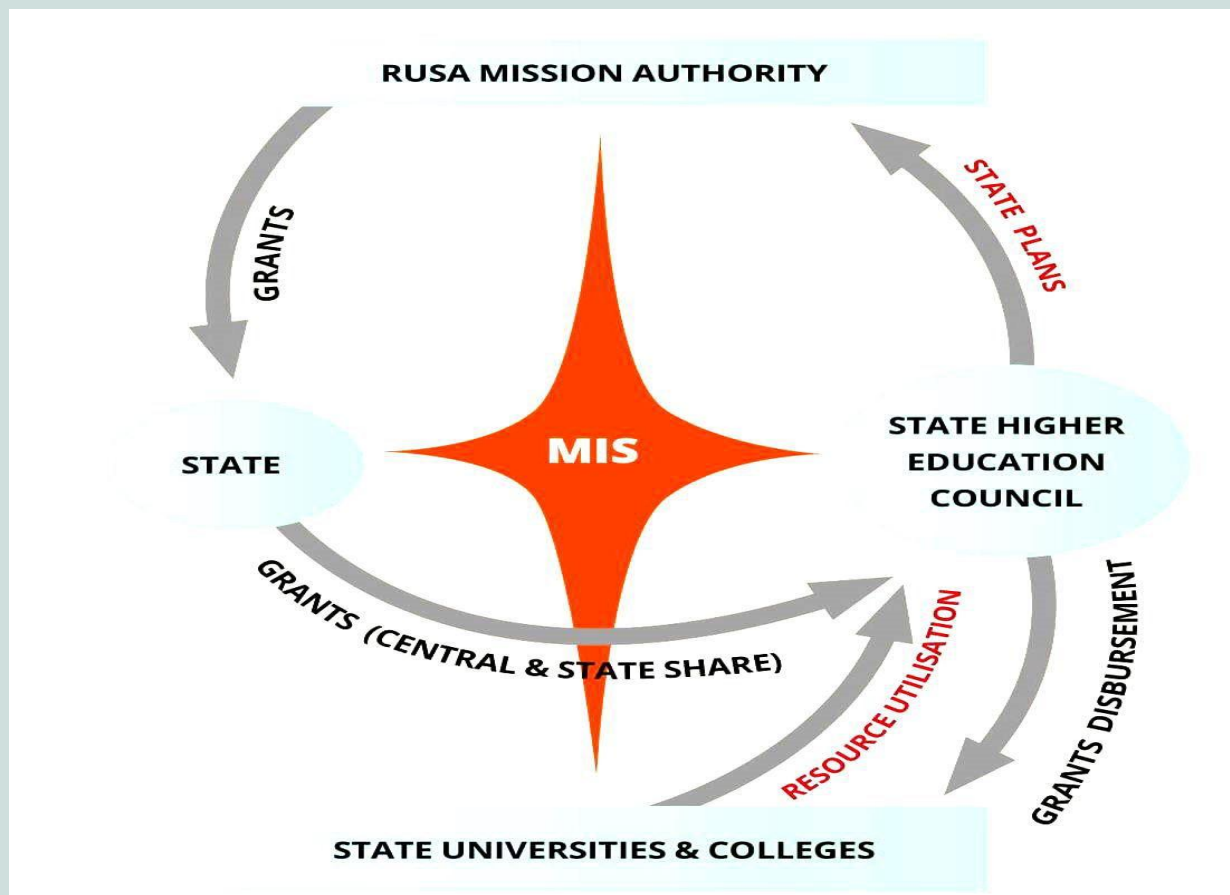 RUSA MISSION AUTHORITY
GRANTS
STATE PLANS
STATE
MIS
STATE HIGHER
EDUCATION
COUNCIL
GRANTS (CENTRAL & STATE SHARE)
RESOURCE UTILISATION
GRANTS DISBURSEMENT
STATE UNIVERSITIES & COLLEGES